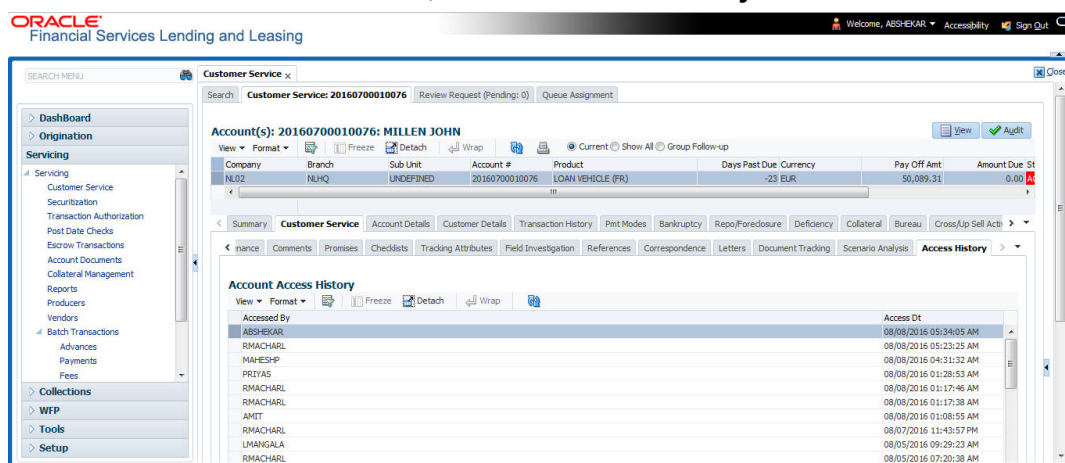 ORACLE
Financial Services Lending and Leasing
Welcome, ABSHEKAR Accessibility Sign Out
SEARCH MENU
DashBoard
Origination
Servicing
Servicing
Customer Service
Securitization
Transaction Authorization
Post Date Checks
Escrow Transactions
Account Documents
Collateral Management
Reports
Producers
Vendors
Batch Transactions
Advances
Payments
Fees
Collections
WFP
Tools
Setup
Customer Service x
Close
Search Customer Service: 20160700010076 Review Request (Pending: 0) Queue Assignment
Account(s): 20160700010076: MILLEN JOHN
View Audit
View Format Freeze Detach Wrap Current Show All Group Follow-up
Company Branch Sub Unit Account # Product Days Past Due Currency Pay Off Amt Amount Due St
NL02 NLHQ UNDEFINED 20160700010076 LOAN VEHICLE (FR) -23 EUR 50,089.31 0.00
Summary Customer Service Account Details Customer Details Transaction History Pmt Modes Bankruptcy Repo/Foreclosure Deficiency Collateral Bureau Cross/Up Sell Activ
nance Comments Promises Checklists Tracking Attributes Field Investigation References Correspondence Letters Document Tracking Scenario Analysis Access History
Account Access History
View Format Freeze Detach Wrap
Accessed By Access Dt
ABSHEKAR 08/08/2016 05:34:05 AM
RMACHARL 08/08/2016 05:23:25 AM
MAHESHP 08/08/2016 04:31:32 AM
PRIYAS 08/08/2016 01:28:53 AM
RMACHARL 08/08/2016 01:17:46 AM
RMACHARL 08/08/2016 01:17:38 AM
AMIT 08/08/2016 01:08:55 AM
RMACHARL 08/07/2016 11:43:57 PM
LMANGALA 08/05/2016 09:29:23 AM
RMACHARL 08/05/2016 07:20:38 AM